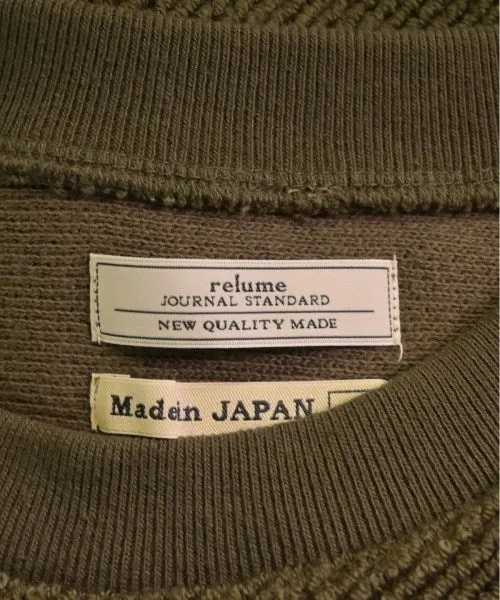 relume
JOURNAL STANDARD
NEW QUALITY MADE
Made in JAPAN